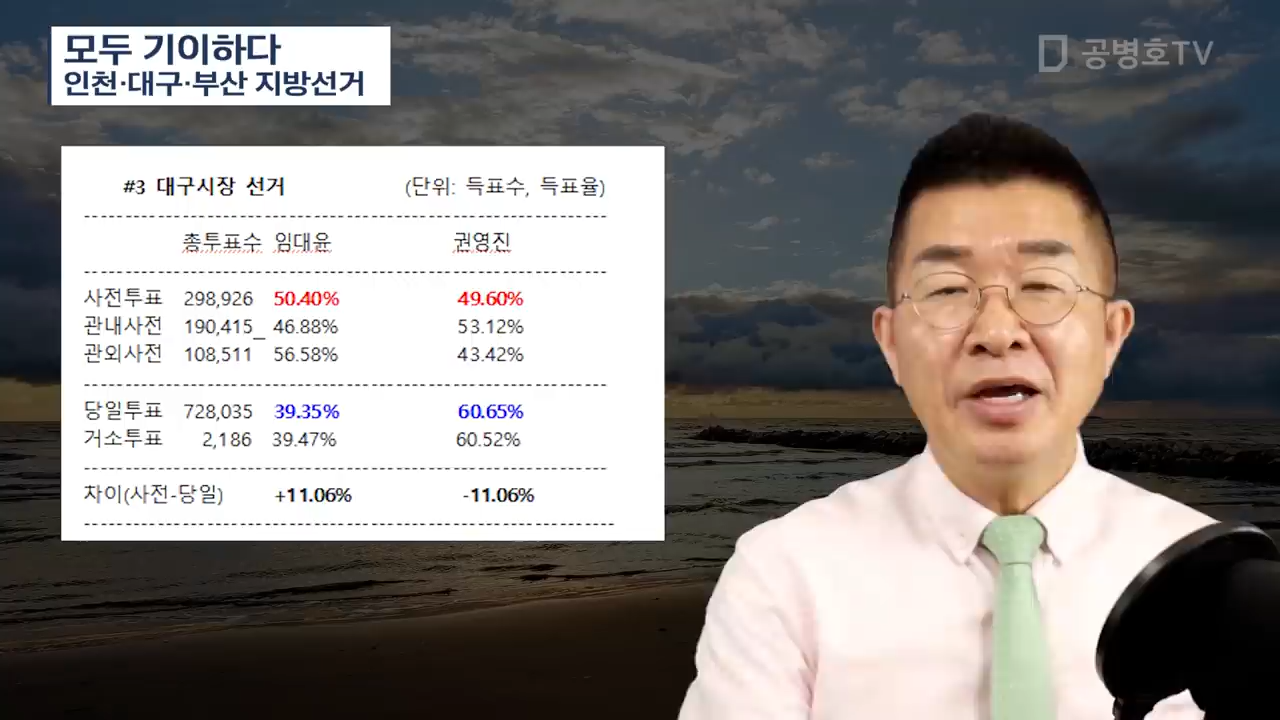 모두 기이하다
인천·대구·부산 지방선거
공병호TV
#3 대구시장 선거 (단위: 득표수, 득표율)
총투표수 임대윤 권영진
사전투표 298,926 50.40% 49.60%
관내사전 190,415_ 46.88% 53.12%
관외사전 108,511 56.58% 43.42%
당일투표 728,035 39.35% 60.65%
거소투표 2,186 39.47% 60.52%
차이(사전-당일) +11.06% -11.06%